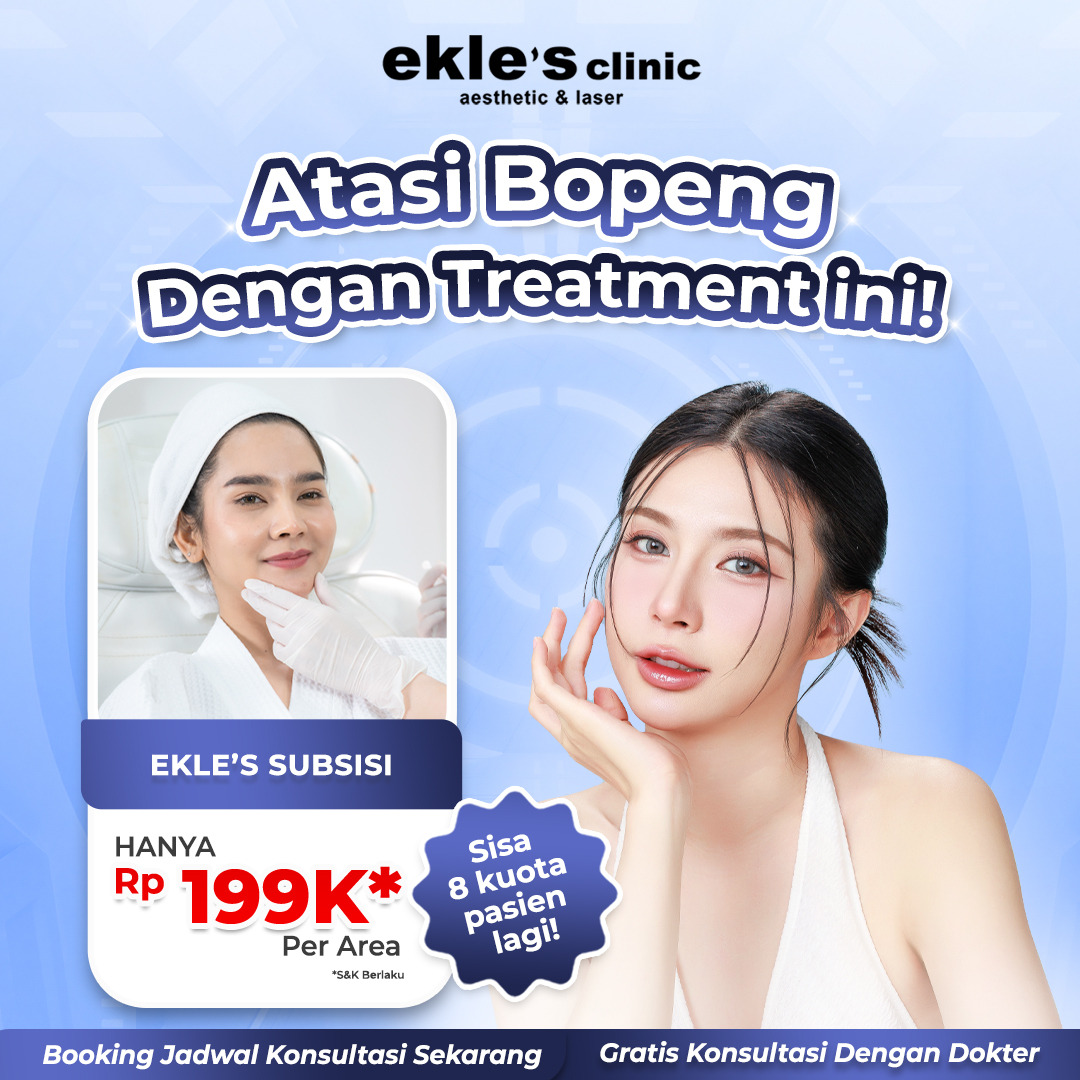 ekle's clinic
aesthetic & laser
Atasi Bopeng
Dengan Treatment ini!
EKLE'S SUBSISI
HANYA
Rp 199K*
Per Area
*S&K Berlaku
Sisa
8 kuota
pasien
lagi!
Booking Jadwal Konsultasi Sekarang
Gratis Konsultasi Dengan Dokter